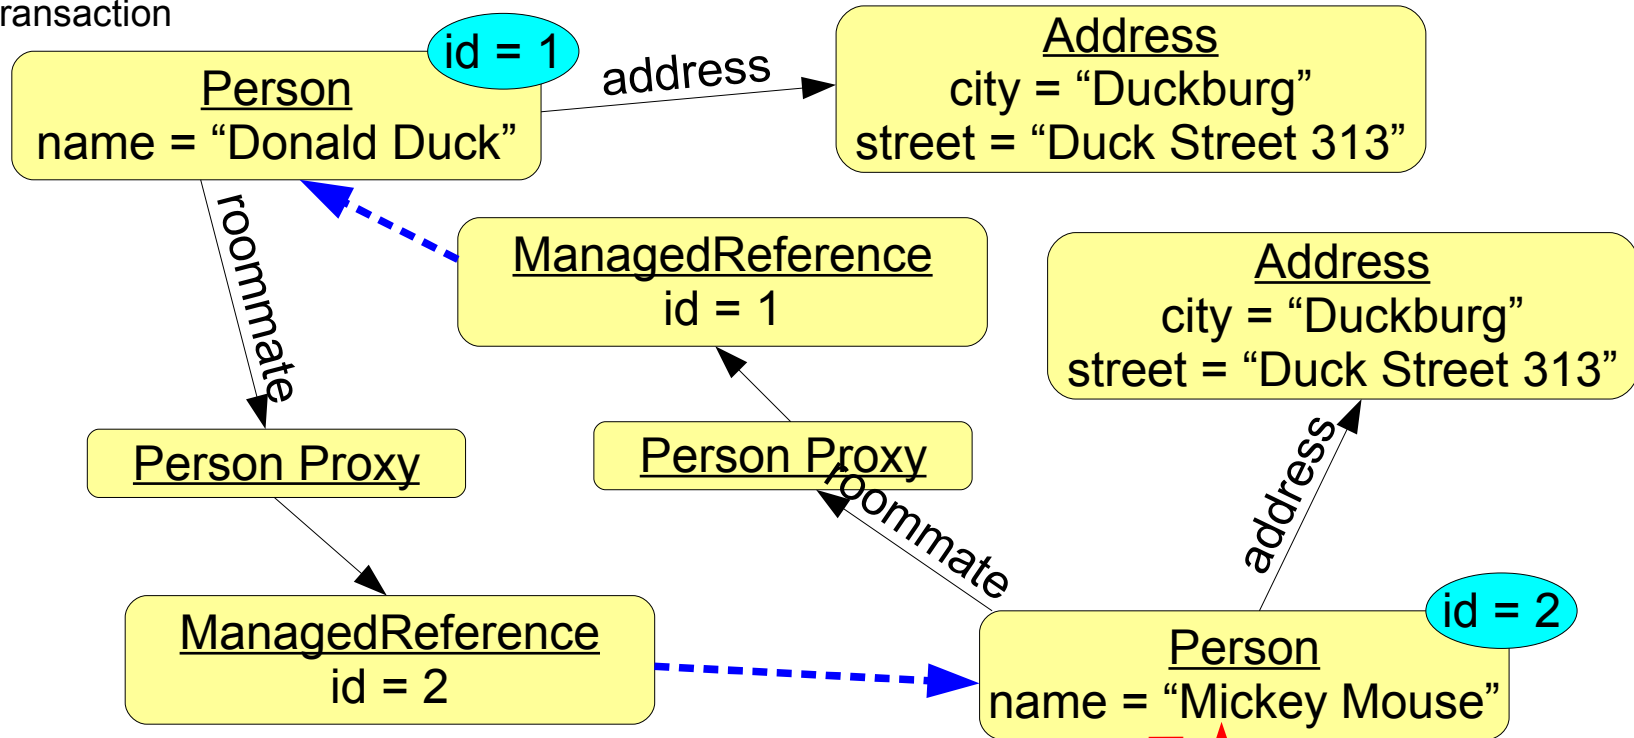 ransaction
id = 1
Person
name = “Donald Duck”
address
Address
city = “Duckburg”
street = “Duck Street 313”
roommate
ManagedReference
id = 1
Address
city = “Duckburg”
street = “Duck Street 313”
Person Proxy
Person Proxy
roommate
address
ManagedReference
id = 2
id = 2
Person
name = “Mickey Mouse”